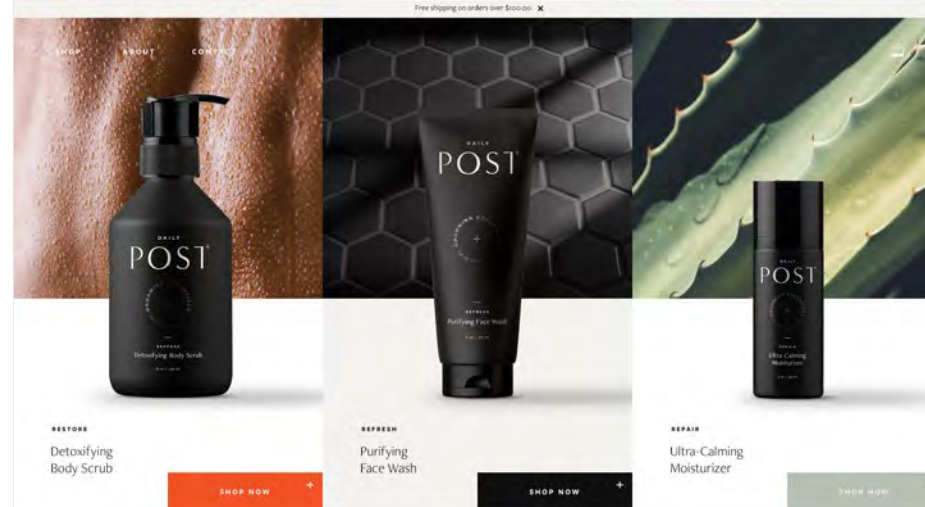 Free shipping on orders over $100.00 X
SHOP ABOUT CONTACT
DAILY
POST
RESTORE
Detoxifying Body Scrub
DAILY
POST
REFRESH
Purifying Face Wash
DAILY
POST
REPAIR
Ultra-Calming
Moisturizer
RESTORE
Detoxifying
Body Scrub
SHOP NOW +
REFRESH
Purifying
Face Wash
SHOP NOW +
REPAIR
Ultra-Calming
Moisturizer
SHOP NOW